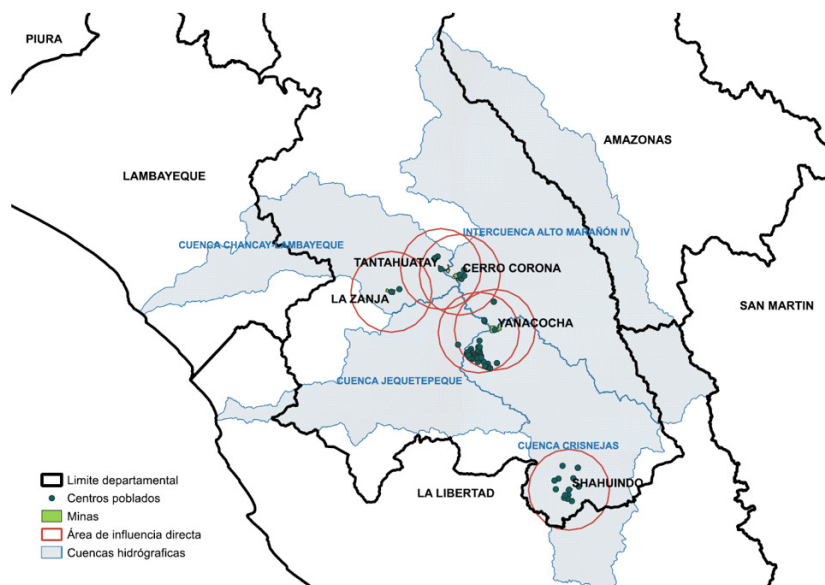 PIURA
AMAZONAS
LAMBAYEQUE
INTERCUENCA ALTO MARAÑÓN IV
CUENCA CHANCAY-LAMBAYEQUE
TANTAHUATAY
CERRO CORONA
LA ZANJA
SAN MARTIN
YANACOCHA
CUENCA JEQUETEPEQUE
CUENCA CRISNEJAS
SHAHUINDO
LA LIBERTAD
Limite departamental
Centros poblados
Minas
Área de influencia directa
Cuencas hidrógraficas